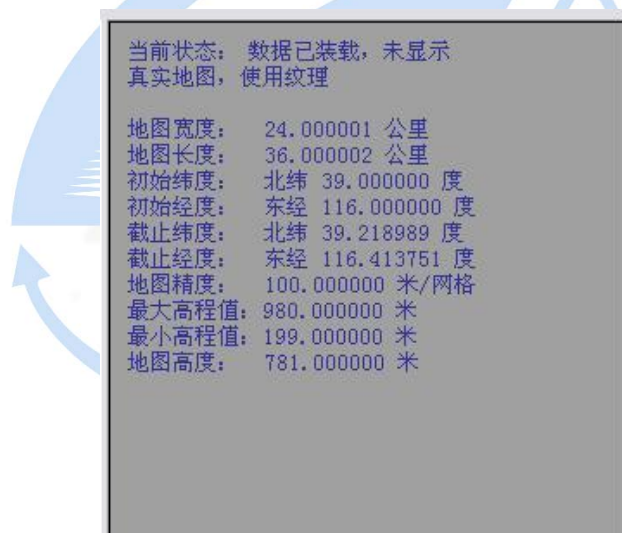 当前状态： 数据已装载，未显示
真实地图，使用纹理
地图宽度： 24.000001 公里
地图长度： 36.000002 公里
初始纬度： 北纬 39.000000 度
初始经度： 东经 116.000000 度
截止纬度： 北纬 39.218989 度
截止经度： 东经 116.413751 度
地图精度： 100.000000 米/网格
最大高程值：980.000000 米
最小高程值：199.000000 米
地图高度： 781.000000 米